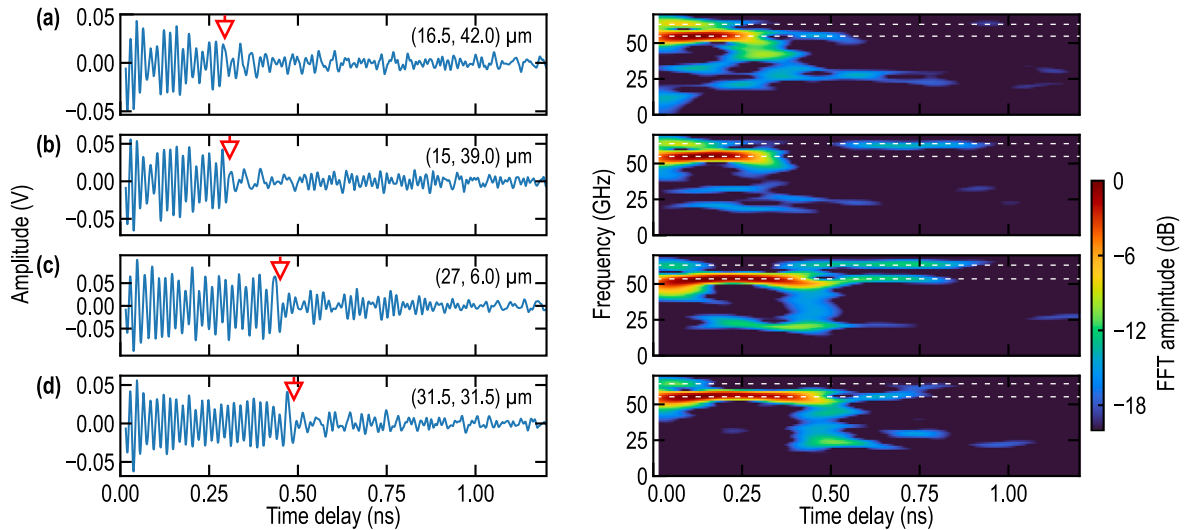 (a)
0.05
0.00
−0.05
(16.5, 42.0) μm
50
25
0
(b)
0.05
0.00
−0.05
(15, 39.0) μm
50
25
0
(c)
0.10
0.05
0.00
−0.05
(27, 6.0) μm
50
25
0
(d)
0.05
0.00
−0.05
(31.5, 31.5) μm
50
25
0
Amplitude (V)
Frequency (GHz)
0
−6
−12
−18
FFT ampintude (dB)
0.00 0.25 0.50 0.75 1.00
Time delay (ns)
0.00 0.25 0.50 0.75 1.00
Time delay (ns)